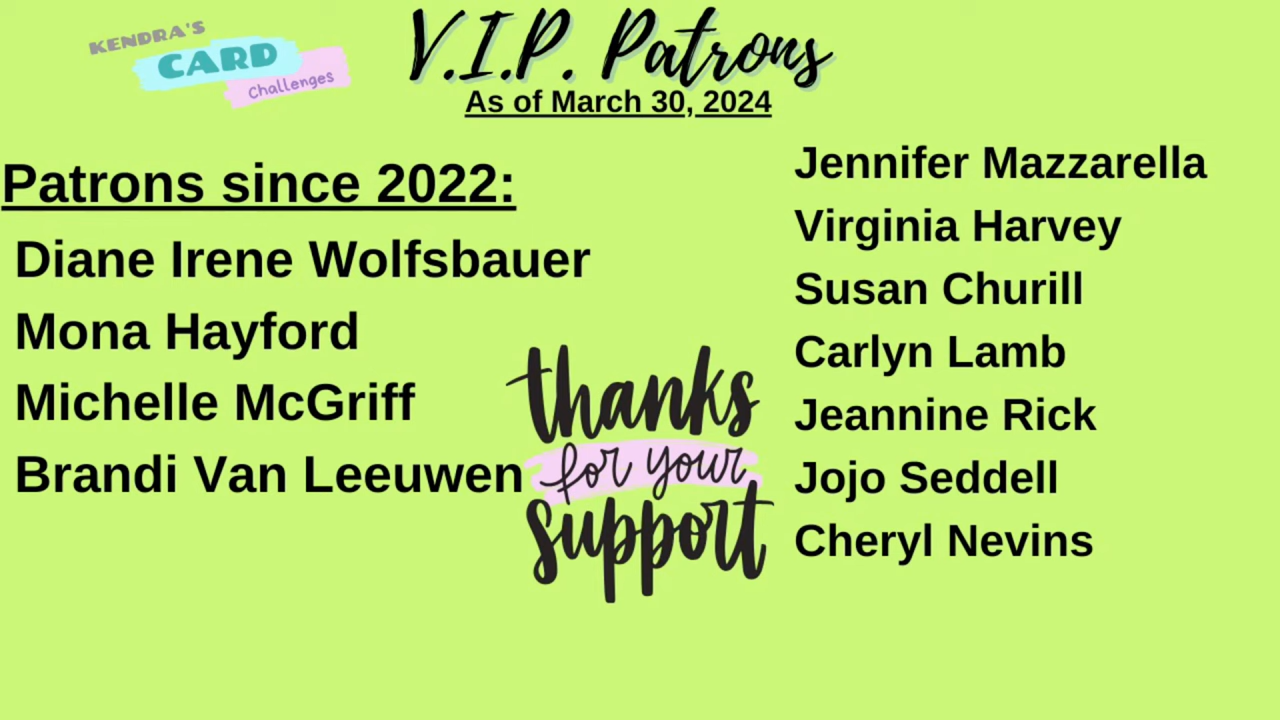 KENDRA'S
CARD
Challenges
V.I.P. Patrons
As of March 30, 2024
Patrons since 2022:
Diane Irene Wolfsbauer
Mona Hayford
Michelle McGriff
Brandi Van Leeuwen
thanks
for your
support
Jennifer Mazzarella
Virginia Harvey
Susan Churill
Carlyn Lamb
Jeannine Rick
Jojo Seddell
Cheryl Nevins